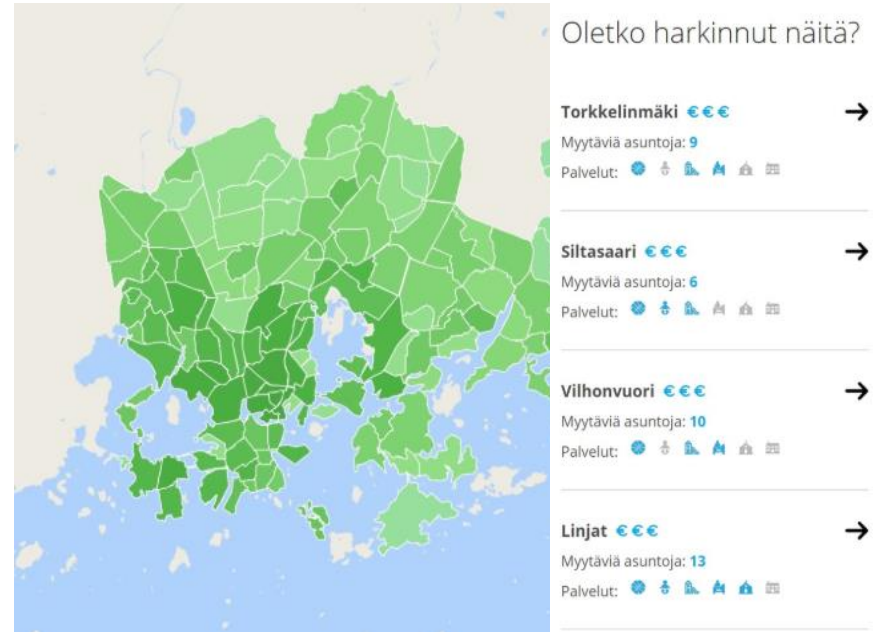 Oletko harkinnut näitä?
Torkkelinmäki €€€
Myytäviä asuntoja: 9
Palvelut:
Siltasaari €€€
Myytäviä asuntoja: 6
Palvelut:
Vilhonvuori €€€
Myytäviä asuntoja: 10
Palvelut:
Linjat €€€
Myytäviä asuntoja: 13
Palvelut: